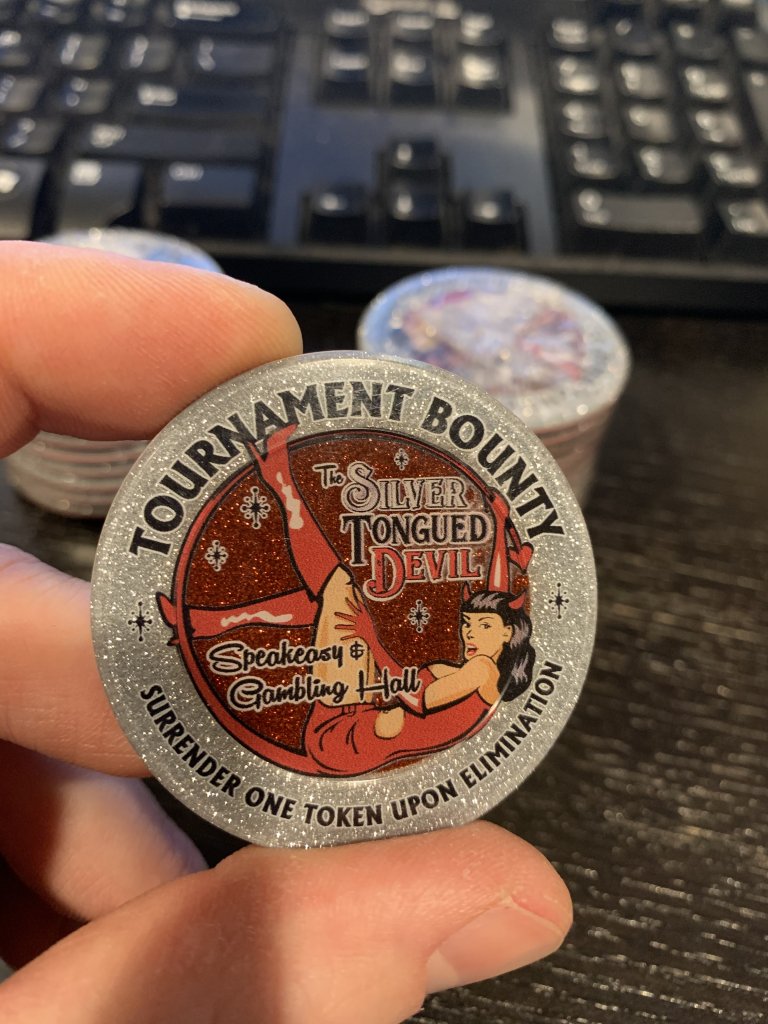 TOURNAMENT BOUNTY
The SILVER
TONGUED
DEVIL
Speakeasy &
Gambling Hall
SURRENDER ONE TOKEN UPON ELIMINATION